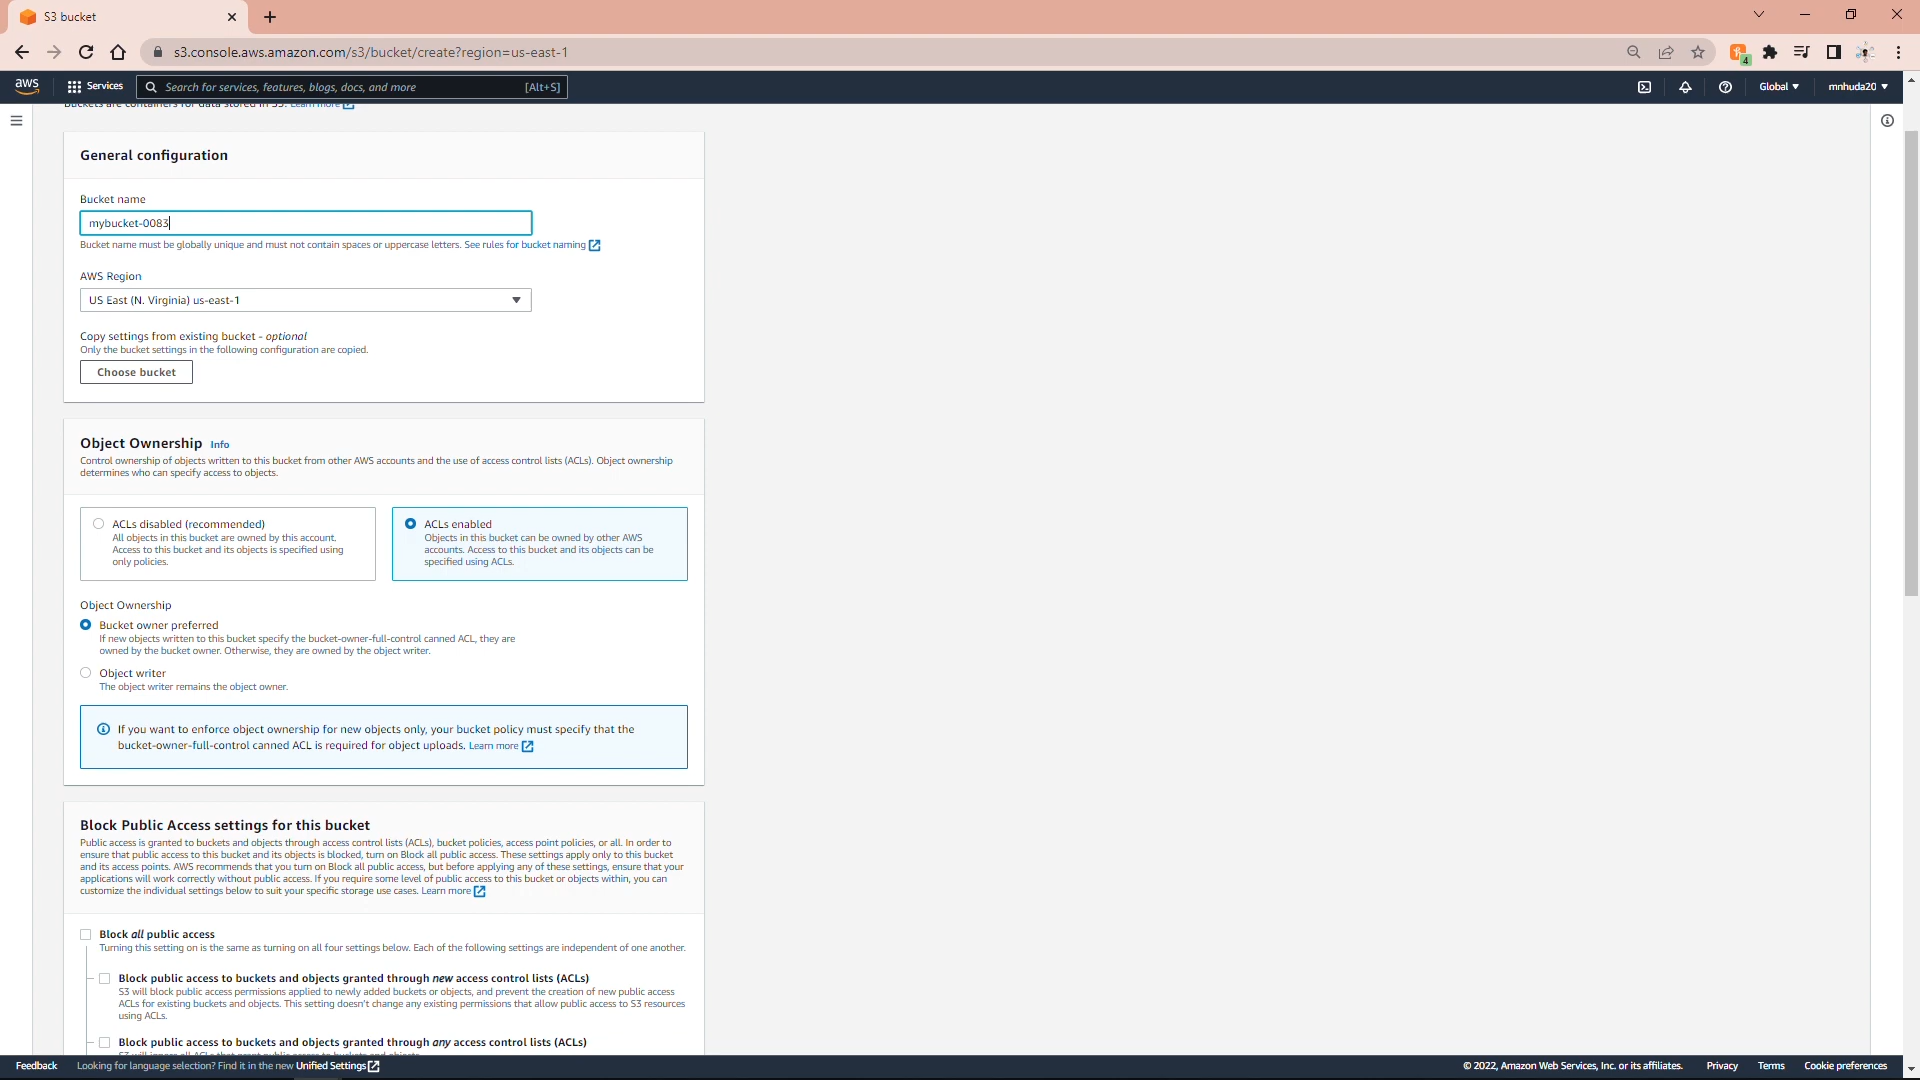 S3 bucket
s3.console.aws.amazon.com/s3/bucket/create?region=us-east-1
4
aws
Services
Search for services, features, blogs, docs, and more
[Alt+S]
Global
mnhuda20
Buckets are containers for data stored in S3. Learn more
General configuration
Bucket name
mybucket-0083
Bucket name must be globally unique and must not contain spaces or uppercase letters. See rules for bucket naming
AWS Region
US East (N. Virginia) us-east-1
Copy settings from existing bucket - optional
Only the bucket settings in the following configuration are copied.
Choose bucket
Object Ownership Info
Control ownership of objects written to this bucket from other AWS accounts and the use of access control lists (ACLs). Object ownership
determines who can specify access to objects.
ACLs disabled (recommended)
All objects in this bucket are owned by this account.
Access to this bucket and its objects is specified using
only policies.
ACLs enabled
Objects in this bucket can be owned by other AWS
accounts. Access to this bucket and its objects can be
specified using ACLs.
Object Ownership
Bucket owner preferred
If new objects written to this bucket specify the bucket-owner-full-control canned ACL, they are
owned by the bucket owner. Otherwise, they are owned by the object writer.
Object writer
The object writer remains the object owner.
If you want to enforce object ownership for new objects only, your bucket policy must specify that the
bucket-owner-full-control canned ACL is required for object uploads. Learn more
Block Public Access settings for this bucket
Public access is granted to buckets and objects through access control lists (ACLs), bucket policies, access point policies, or all. In order to
ensure that public access to this bucket and its objects is blocked, turn on Block all public access. These settings apply only to this bucket
and its access points. AWS recommends that you turn on Block all public access, but before applying any of these settings, ensure that your
applications will work correctly without public access. If you require some level of public access to this bucket or objects within, you can
customize the individual settings below to suit your specific storage use cases. Learn more
Block all public access
Turning this setting on is the same as turning on all four settings below. Each of the following settings are independent of one another.
Block public access to buckets and objects granted through new access control lists (ACLs)
S3 will block public access permissions applied to newly added buckets or objects, and prevent the creation of new public access
ACLs for existing buckets and objects. This setting doesn't change any existing permissions that allow public access to S3 resources
using ACLs.
Block public access to buckets and objects granted through any access control lists (ACLs)
S3 will ignore all ACLs that grant public access to buckets and objects.
Feedback
Looking for language selection? Find it in the new Unified Settings
© 2022, Amazon Web Services, Inc. or its affiliates.
Privacy
Terms
Cookie preferences